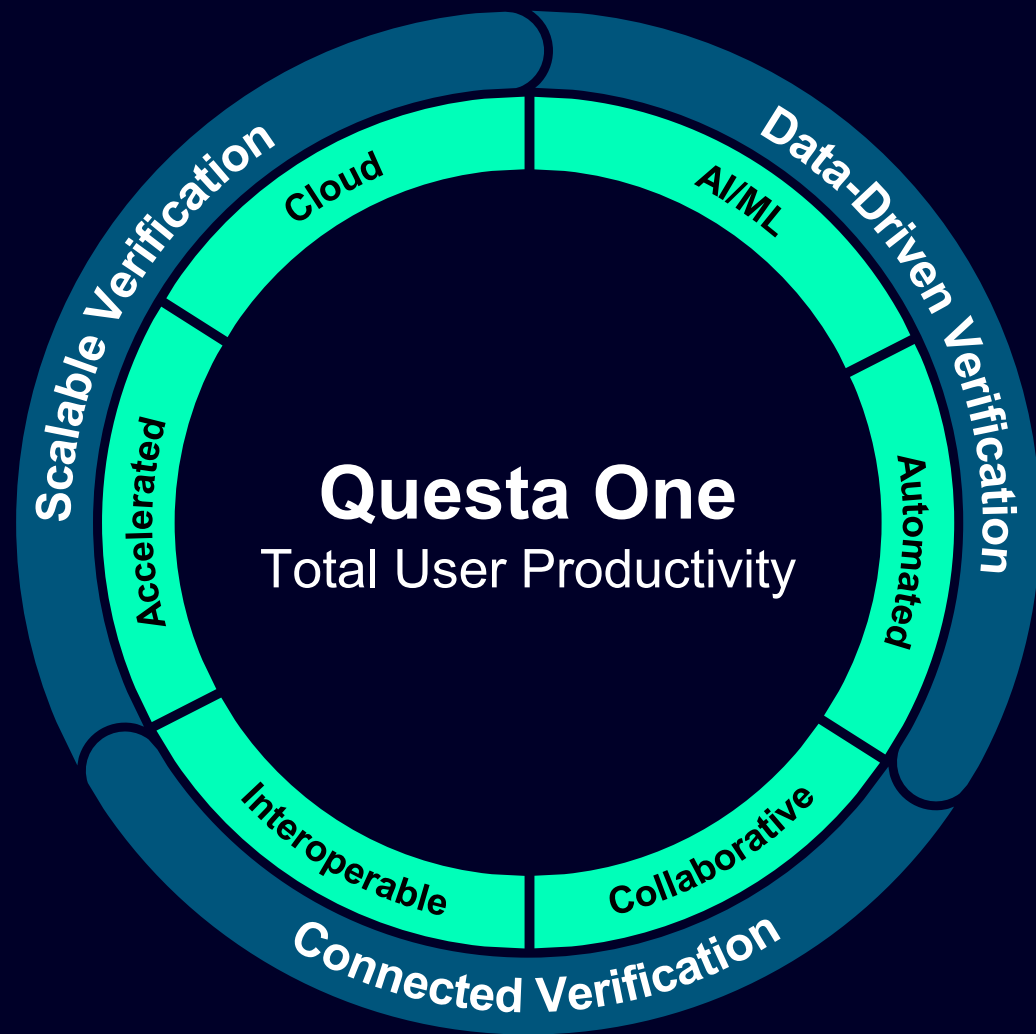 Questa One
Total User Productivity
Data-Driven Verification
AI/ML
Automated
Connected Verification
Collaborative
Interoperable
Scalable Verification
Accelerated
Cloud